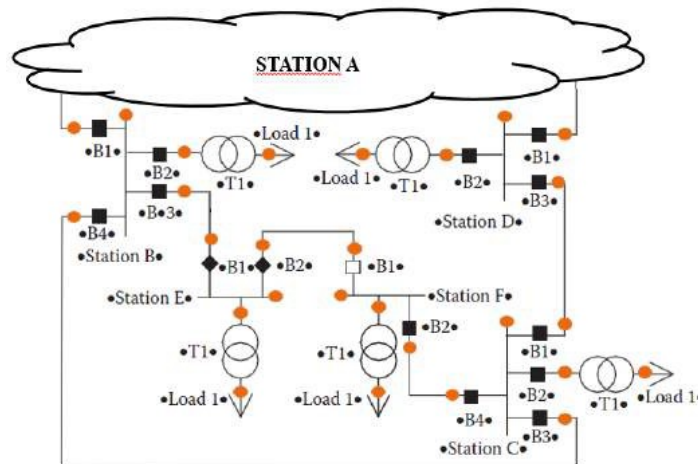 STATION A
•Load 1•
•B1•
•B2•
•T1•
•B•3•
•B4•
•Station B•
•Load 1•
•T1•
•B2•
•B1•
•B3•
•Station D•
•B1•
•B2•
•B1•
•Station E•
•Station F•
•B2•
•T1•
•T1•
•Load 1•
•Load 1•
•B1•
•B2•
•T1•
•Load 1•
•B4•
•B3•
•Station C•